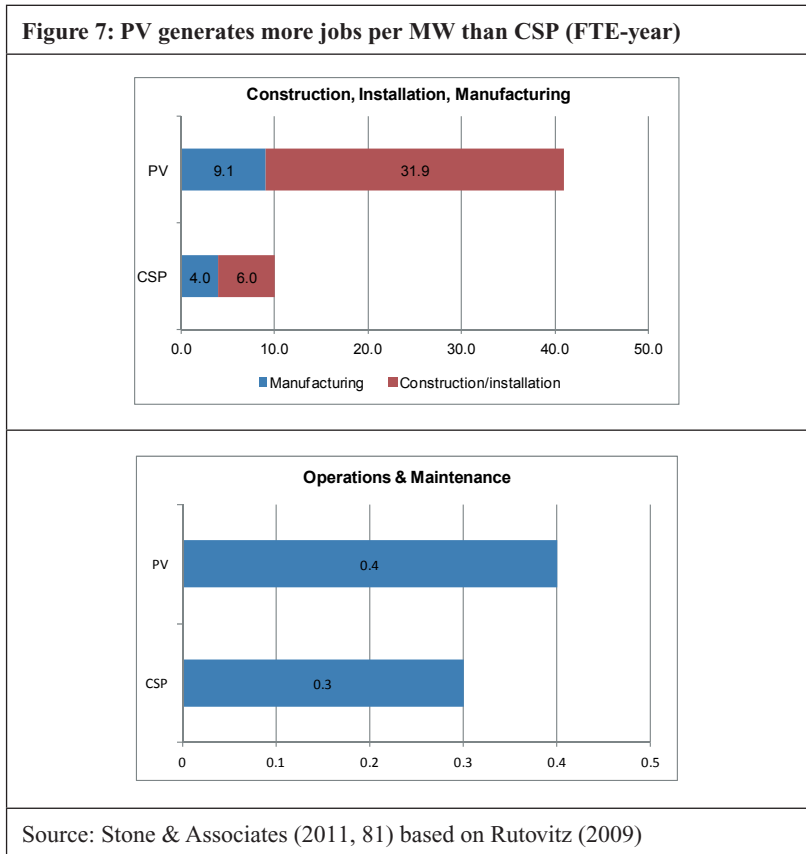 Figure 7: PV generates more jobs per MW than CSP (FTE-year)
Construction, Installation, Manufacturing
PV
9.1
31.9
CSP
4.0
6.0
0.0
10.0
20.0
30.0
40.0
50.0
Manufacturing
Construction/installation
Operations & Maintenance
PV
0.4
CSP
0.3
0
0.1
0.2
0.3
0.4
0.5
Source: Stone & Associates (2011, 81) based on Rutovitz (2009)